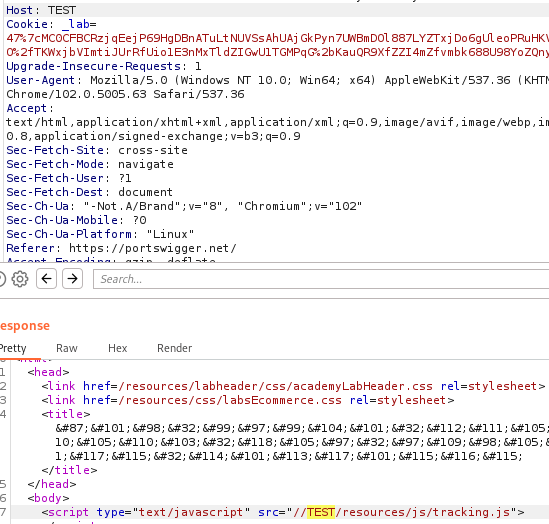 Host: TEST
Cookie: _lab=
Upgrade-Insecure-Requests: 1
User-Agent: Mozilla/5.0 (Windows NT 10.0; Win64; x64) AppleWebKit/537.36 (KHTM
Chrome/102.0.5005.63 Safari/537.36
Accept:
text/html,application/xhtml+xml,application/xml;q=0.9,image/avif,image/webp,im
0.8,application/signed-exchange;v=b3;q=0.9
Sec-Fetch-Site: cross-site
Sec-Fetch-Mode: navigate
Sec-Fetch-User: ?1
Sec-Fetch-Dest: document
Sec-Ch-Ua: "-Not.A/Brand";v="8", "Chromium";v="102"
Sec-Ch-Ua-Mobile: ?0
Sec-Ch-Ua-Platform: "Linux"
Referer: https://portswigger.net/
Accept-Encoding: gzip, deflate
Search...
esponse
Pretty Raw Hex Render
1 <head>
2 <link href=/resources/labheader/css/academyLabHeader.css rel=stylesheet>
3 <link href=/resources/css/labsEcommerce.css rel=stylesheet>
4 <title>
&#87;&#101;&#98;&#32;&#99;&#97;&#99;&#104;&#101;&#32;&#112;&#111;&#105;
10;&#105;&#110;&#103;&#32;&#118;&#105;&#97;&#32;&#97;&#109;&#98;&#105;
1;&#117;&#115;&#32;&#114;&#101;&#113;&#117;&#101;&#115;&#116;&#115;
</title>
5 </head>
6 <body>
7 <script type="text/javascript" src="//TEST/resources/js/tracking.js">